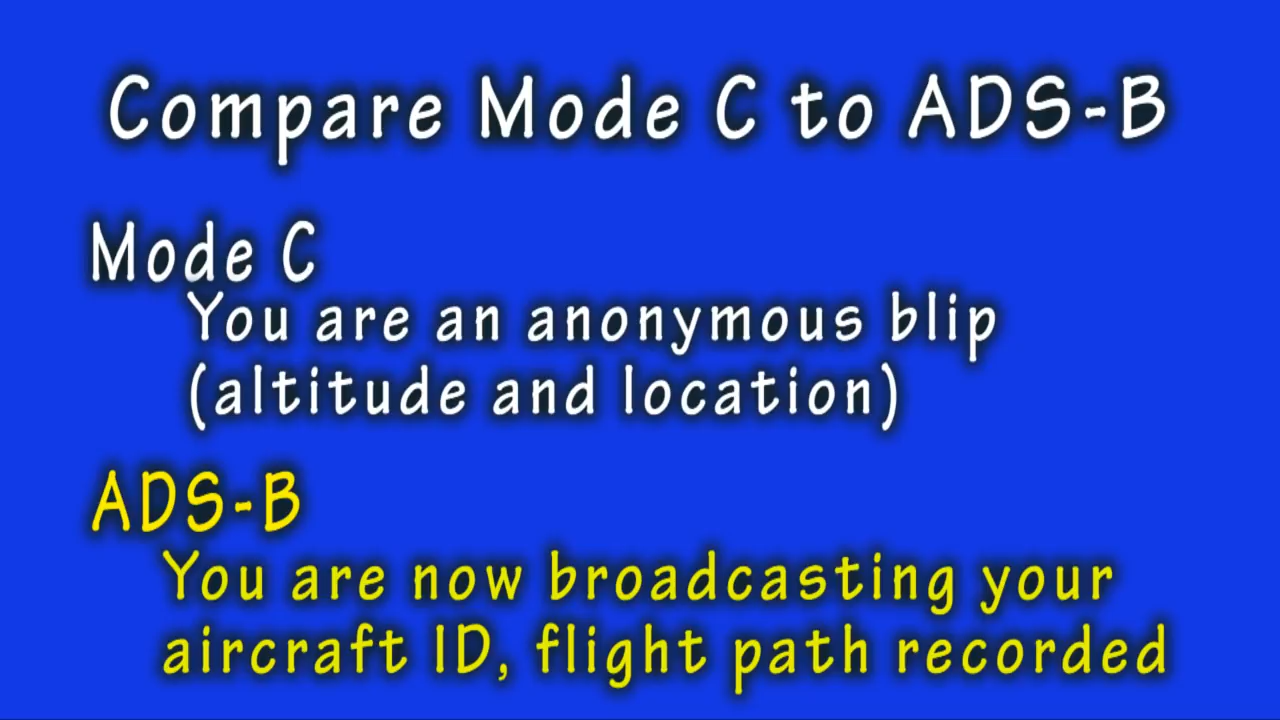 Compare Mode C to ADS-B
Mode C
You are an anonymous blip
(altitude and location)
ADS-B
You are now broadcasting your
aircraft ID, flight path recorded